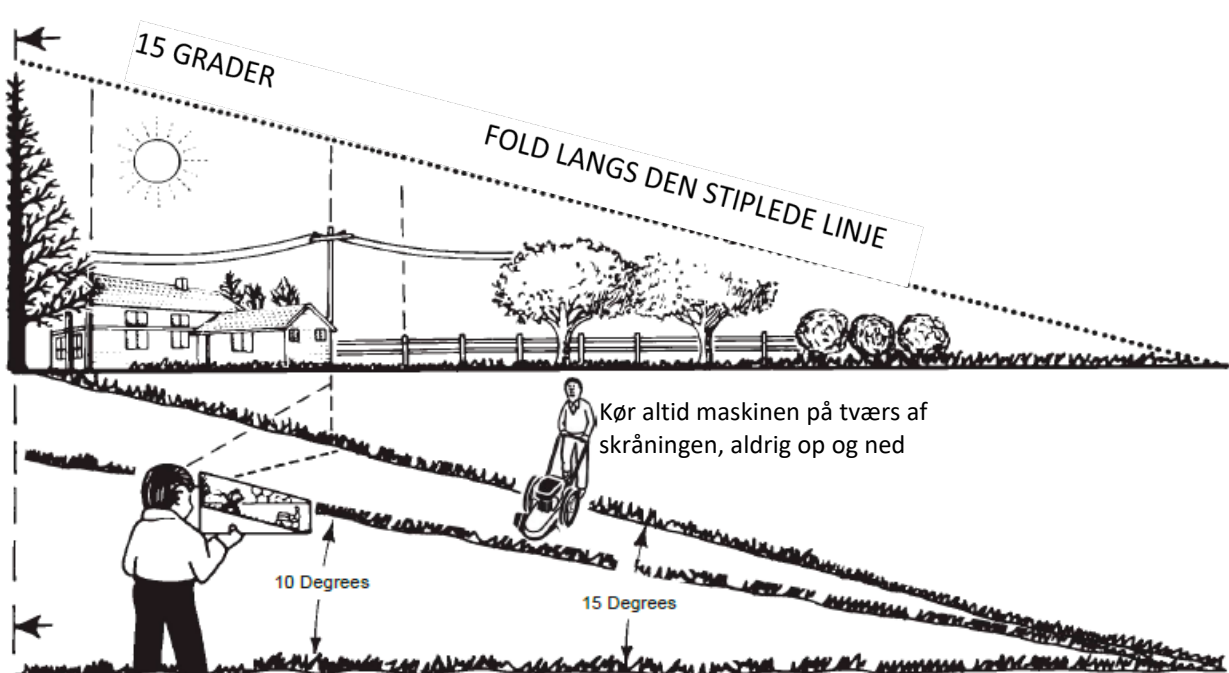 15 GRADER
FOLD LANGS DEN STIPLEDE LINJE
Kør altid maskinen på tværs af
skråningen, aldrig op og ned
10 Degrees
15 Degrees